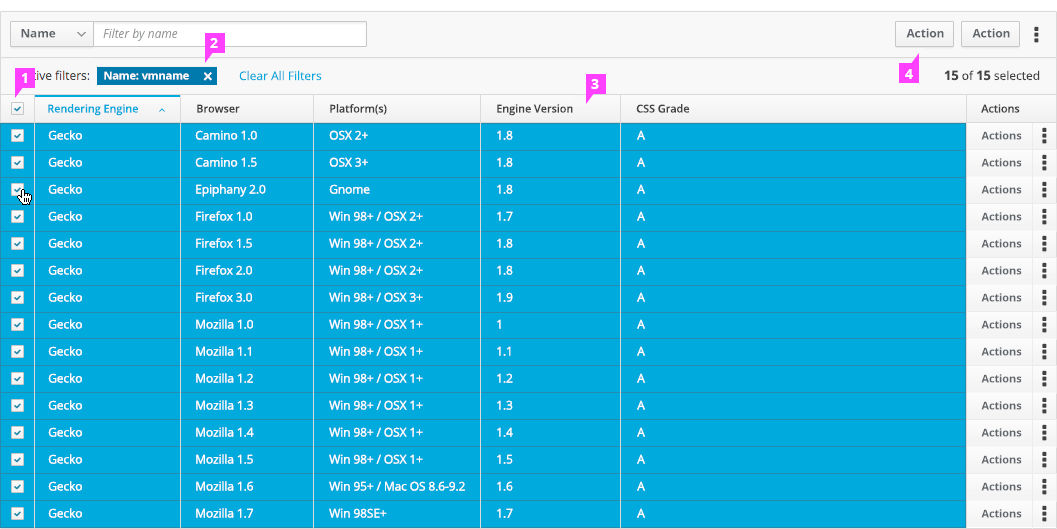 Name Filter by name Action Action
2
1 ive filters: Name: vmname × Clear All Filters 3 4 15 of 15 selected
Rendering Engine Browser Platform(s) Engine Version CSS Grade Actions
Gecko Camino 1.0 OSX 2+ 1.8 A Actions
Gecko Camino 1.5 OSX 3+ 1.8 A Actions
Gecko Epiphany 2.0 Gnome 1.8 A Actions
Gecko Firefox 1.0 Win 98+ / OSX 2+ 1.7 A Actions
Gecko Firefox 1.5 Win 98+ / OSX 2+ 1.8 A Actions
Gecko Firefox 2.0 Win 98+ / OSX 2+ 1.8 A Actions
Gecko Firefox 3.0 Win 98+ / OSX 3+ 1.9 A Actions
Gecko Mozilla 1.0 Win 98+ / OSX 1+ 1 A Actions
Gecko Mozilla 1.1 Win 98+ / OSX 1+ 1.1 A Actions
Gecko Mozilla 1.2 Win 98+ / OSX 1+ 1.2 A Actions
Gecko Mozilla 1.3 Win 98+ / OSX 1+ 1.3 A Actions
Gecko Mozilla 1.4 Win 98+ / OSX 1+ 1.4 A Actions
Gecko Mozilla 1.5 Win 98+ / OSX 1+ 1.5 A Actions
Gecko Mozilla 1.6 Win 95+ / Mac OS 8.6-9.2 1.6 A Actions
Gecko Mozilla 1.7 Win 98SE+ 1.7 A Actions